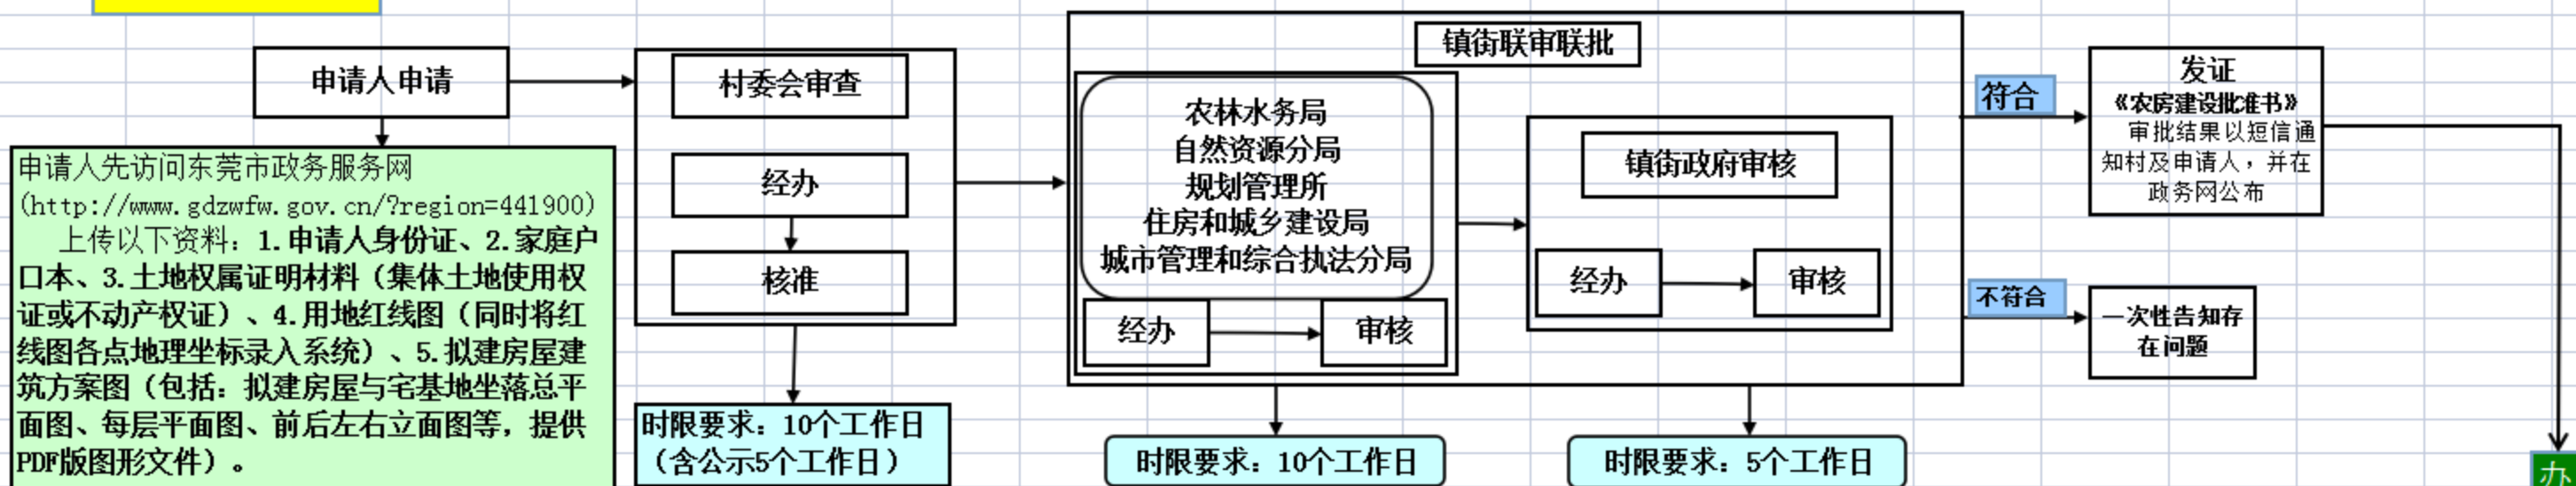 申请人申请
申请人先访问东莞市政务服务网
(http://www.gdzwfw.gov.cn/?region=441900)
上传以下资料：1.申请人身份证、2.家庭户
口本、3.土地权属证明材料（集体土地使用权
证或不动产权证）、4.用地红线图（同时将红
线图各点地理坐标录入系统）、5.拟建房屋建
筑方案图（包括：拟建房屋与宅基地坐落总平
面图、每层平面图、前后左右立面图等，提供
PDF版图形文件）。
村委会审查
经办
核准
时限要求：10个工作日
（含公示5个工作日）
镇街联审联批
农林水务局
自然资源分局
规划管理所
住房和城乡建设局
城市管理和综合执法分局
经办
审核
时限要求：10个工作日
镇街政府审核
经办
审核
时限要求：5个工作日
符合
发证
《农房建设批准书》
审批结果以短信通
知村及申请人，并在
政务网公布
不符合
一次性告知存
在问题
办